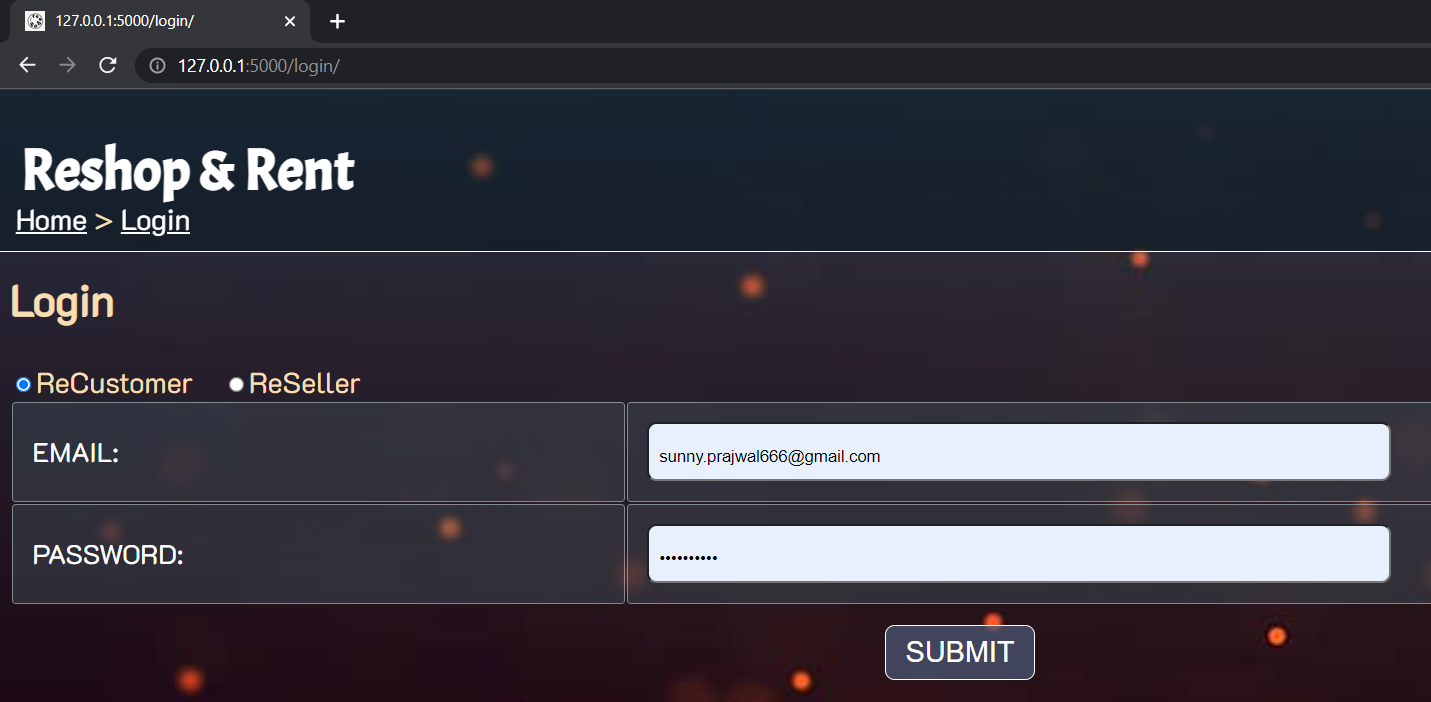 127.0.0.1:5000/login/
127.0.0.1:5000/login/
Reshop & Rent
Home > Login
Login
ReCustomer ReSeller
EMAIL: sunny.prajwal666@gmail.com
PASSWORD: ••••••••••
SUBMIT